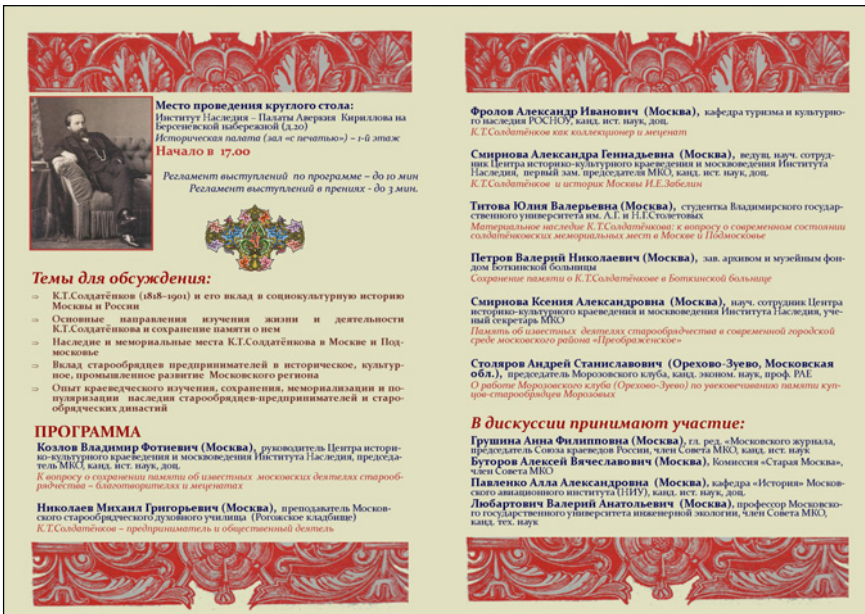 Место проведения круглого стола:
Институт Наследия – Палаты Аверкия Кириллова на
Берсеневской набережной (д.20)
Историческая палата (зал «с печатью») – 1-й этаж
Начало в 17.00
Регламент выступлений по программе – до 10 мин
Регламент выступлений в прениях - до 3 мин.
Темы для обсуждения:
⇒ К.Т.Солдатёнков (1818–1901) и его вклад в социокультурную историю
Москвы и России
⇒ Основные направления изучения жизни и деятельности
К.Т.Солдатёнкова и сохранение памяти о нем
⇒ Наследие и мемориальные места К.Т.Солдатёнкова в Москве и Под-
московье
⇒ Вклад старообрядцев предпринимателей в историческое, культур-
ное, промышленное развитие Московского региона
⇒ Опыт краеведческого изучения, сохранения, мемориализации и по-
пуляризации наследия старообрядцев-предпринимателей и старо-
обрядческих династий
ПРОГРАММА
Козлов Владимир Фотиевич (Москва), руководитель Центра истори-
ко-культурного краеведения и москвоведения Института Наследия, председа-
тель МКО, канд. ист. наук, доц.
К вопросу о сохранении памяти об известных московских деятелях старооб-
рядчества – благотворителях и меценатах
Николаев Михаил Григорьевич (Москва), преподаватель Москов-
ского старообрядческого духовного училища (Рогожское кладбище)
К.Т.Солдатёнков – предприниматель и общественный деятель
Фролов Александр Иванович (Москва), кафедра туризма и культурно-
го наследия РОСНОУ, канд. ист. наук, доц.
К.Т.Солдатёнков как коллекционер и меценат
Смирнова Александра Геннадьевна (Москва), ведущ. науч. сотруд-
ник Центра историко-культурного краеведения и москвоведения Института
Наследия, первый зам. председателя МКО, канд. ист. наук, доц.
К.Т.Солдатёнков и историк Москвы И.Е.Забелин
Титова Юлия Валерьевна (Москва), студентка Владимирского государ-
ственного университета им. А.Г. и Н.Г.Столетовых
Материальное наследие К.Т.Солдатёнкова: к вопросу о современном состоянии
солдатёнковских мемориальных мест в Москве и Подмосковье
Петров Валерий Николаевич (Москва), зав. архивом и музейным фон-
дом Боткинской больницы
Сохранение памяти о К.Т.Солдатёнкове в Боткинской больнице
Смирнова Ксения Александровна (Москва), науч. сотрудник Центра
историко-культурного краеведения и москвоведения Института Наследия, уче-
ный секретарь МКО
Память об известных деятелях старообрядчества в современной городской
среде московского района «Преображенское»
Столяров Андрей Станиславович (Орехово-Зуево, Московская
обл.), председатель Морозовского клуба, канд. эконом. наук, проф. РАЕ
О работе Морозовского клуба (Орехово-Зуево) по увековечиванию памяти куп-
цов-старообрядцев Морозовых
В дискуссии принимают участие:
Грушина Анна Филипповна (Москва), гл. ред. «Московского журнала,
председатель Союза краеведов России, член Совета МКО, канд. ист. наук
Буторов Алексей Вячеславович (Москва), Комиссия «Старая Москва»,
член Совета МКО
Павленко Алла Александровна (Москва), кафедра «История» Москов-
ского авиационного института (НИУ), канд. ист. наук, доц.
Любартович Валерий Анатольевич (Москва), профессор Московско-
го государственного университета инженерной экологии, член Совета МКО,
канд. тех. наук